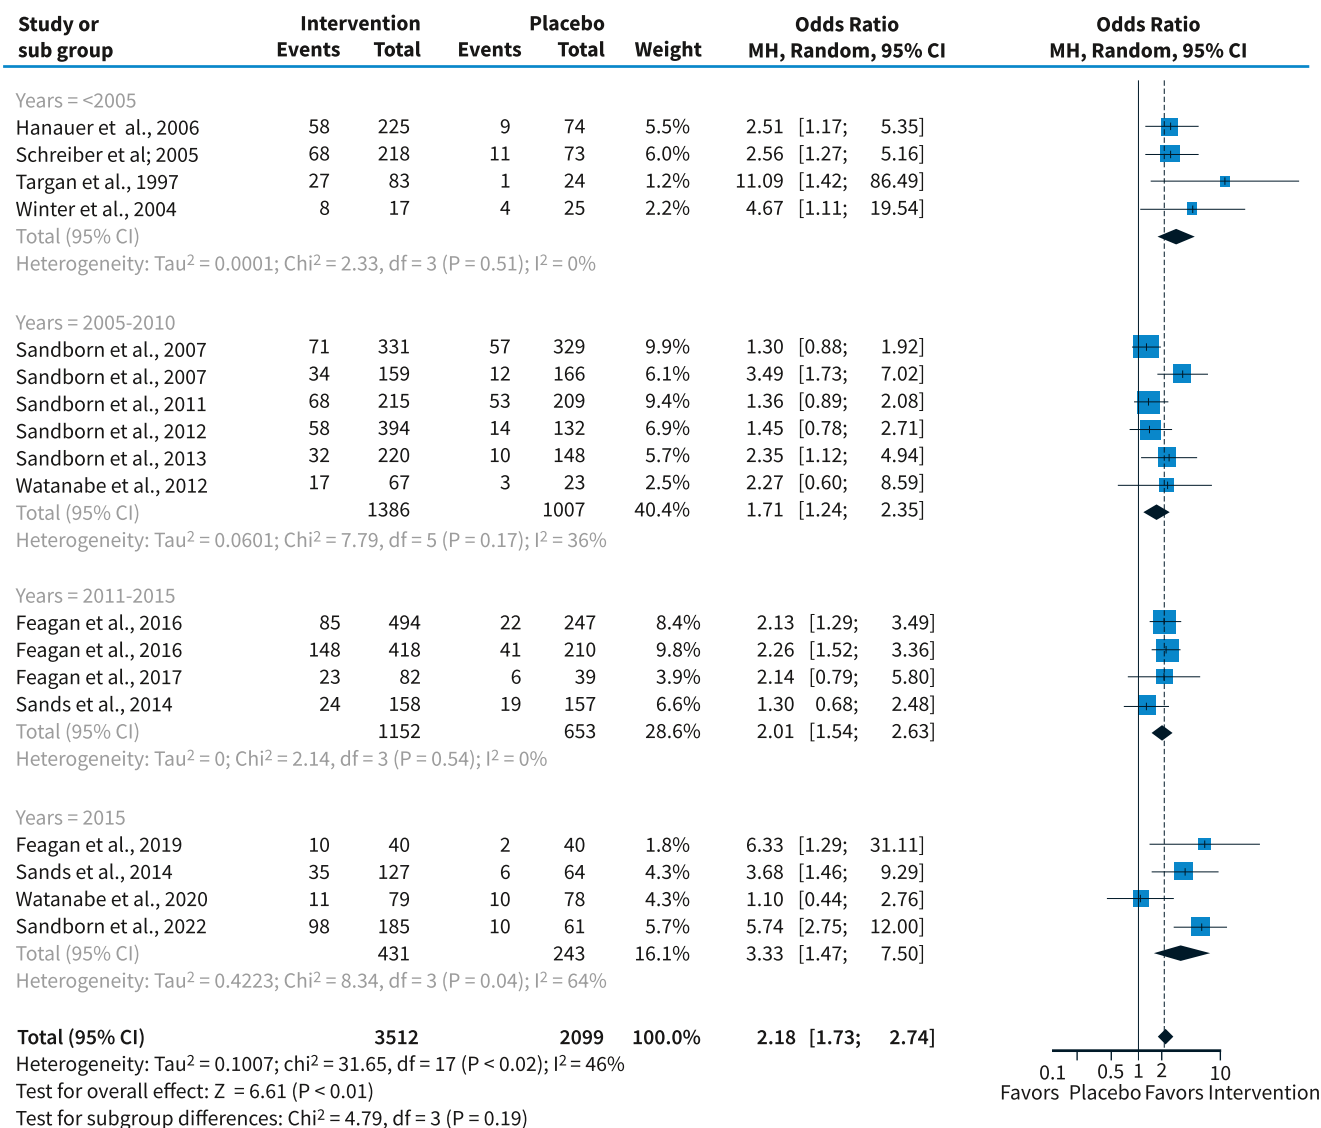 Study or Intervention Placebo Odds Ratio Odds Ratio
sub group Events Total Events Total Weight MH, Random, 95% CI MH, Random, 95% CI
Years = <2005
Hanauer et al., 2006 58 225 9 74 5.5% 2.51 [1.17; 5.35]
Schreiber et al; 2005 68 218 11 73 6.0% 2.56 [1.27; 5.16]
Targan et al., 1997 27 83 1 24 1.2% 11.09 [1.42; 86.49]
Winter et al., 2004 8 17 4 25 2.2% 4.67 [1.11; 19.54]
Total (95% CI)
Heterogeneity: Tau² = 0.0001; Chi² = 2.33, df = 3 (P = 0.51); I² = 0%
Years = 2005-2010
Sandborn et al., 2007 71 331 57 329 9.9% 1.30 [0.88; 1.92]
Sandborn et al., 2007 34 159 12 166 6.1% 3.49 [1.73; 7.02]
Sandborn et al., 2011 68 215 53 209 9.4% 1.36 [0.89; 2.08]
Sandborn et al., 2012 58 394 14 132 6.9% 1.45 [0.78; 2.71]
Sandborn et al., 2013 32 220 10 148 5.7% 2.35 [1.12; 4.94]
Watanabe et al., 2012 17 67 3 23 2.5% 2.27 [0.60; 8.59]
Total (95% CI) 1386 1007 40.4% 1.71 [1.24; 2.35]
Heterogeneity: Tau² = 0.0601; Chi² = 7.79, df = 5 (P = 0.17); I² = 36%
Years = 2011-2015
Feagan et al., 2016 85 494 22 247 8.4% 2.13 [1.29; 3.49]
Feagan et al., 2016 148 418 41 210 9.8% 2.26 [1.52; 3.36]
Feagan et al., 2017 23 82 6 39 3.9% 2.14 [0.79; 5.80]
Sands et al., 2014 24 158 19 157 6.6% 1.30 0.68; 2.48]
Total (95% CI) 1152 653 28.6% 2.01 [1.54; 2.63]
Heterogeneity: Tau² = 0; Chi² = 2.14, df = 3 (P = 0.54); I² = 0%
Years = 2015
Feagan et al., 2019 10 40 2 40 1.8% 6.33 [1.29; 31.11]
Sands et al., 2014 35 127 6 64 4.3% 3.68 [1.46; 9.29]
Watanabe et al., 2020 11 79 10 78 4.3% 1.10 [0.44; 2.76]
Sandborn et al., 2022 98 185 10 61 5.7% 5.74 [2.75; 12.00]
Total (95% CI) 431 243 16.1% 3.33 [1.47; 7.50]
Heterogeneity: Tau² = 0.4223; Chi² = 8.34, df = 3 (P = 0.04); I² = 64%
Total (95% CI) 3512 2099 100.0% 2.18 [1.73; 2.74]
Heterogeneity: Tau² = 0.1007; chi² = 31.65, df = 17 (P < 0.02); I² = 46%
Test for overall effect: Z = 6.61 (P < 0.01)
Test for subgroup differences: Chi² = 4.79, df = 3 (P = 0.19)
0.1 0.5 1 2 10
Favors Placebo Favors Intervention